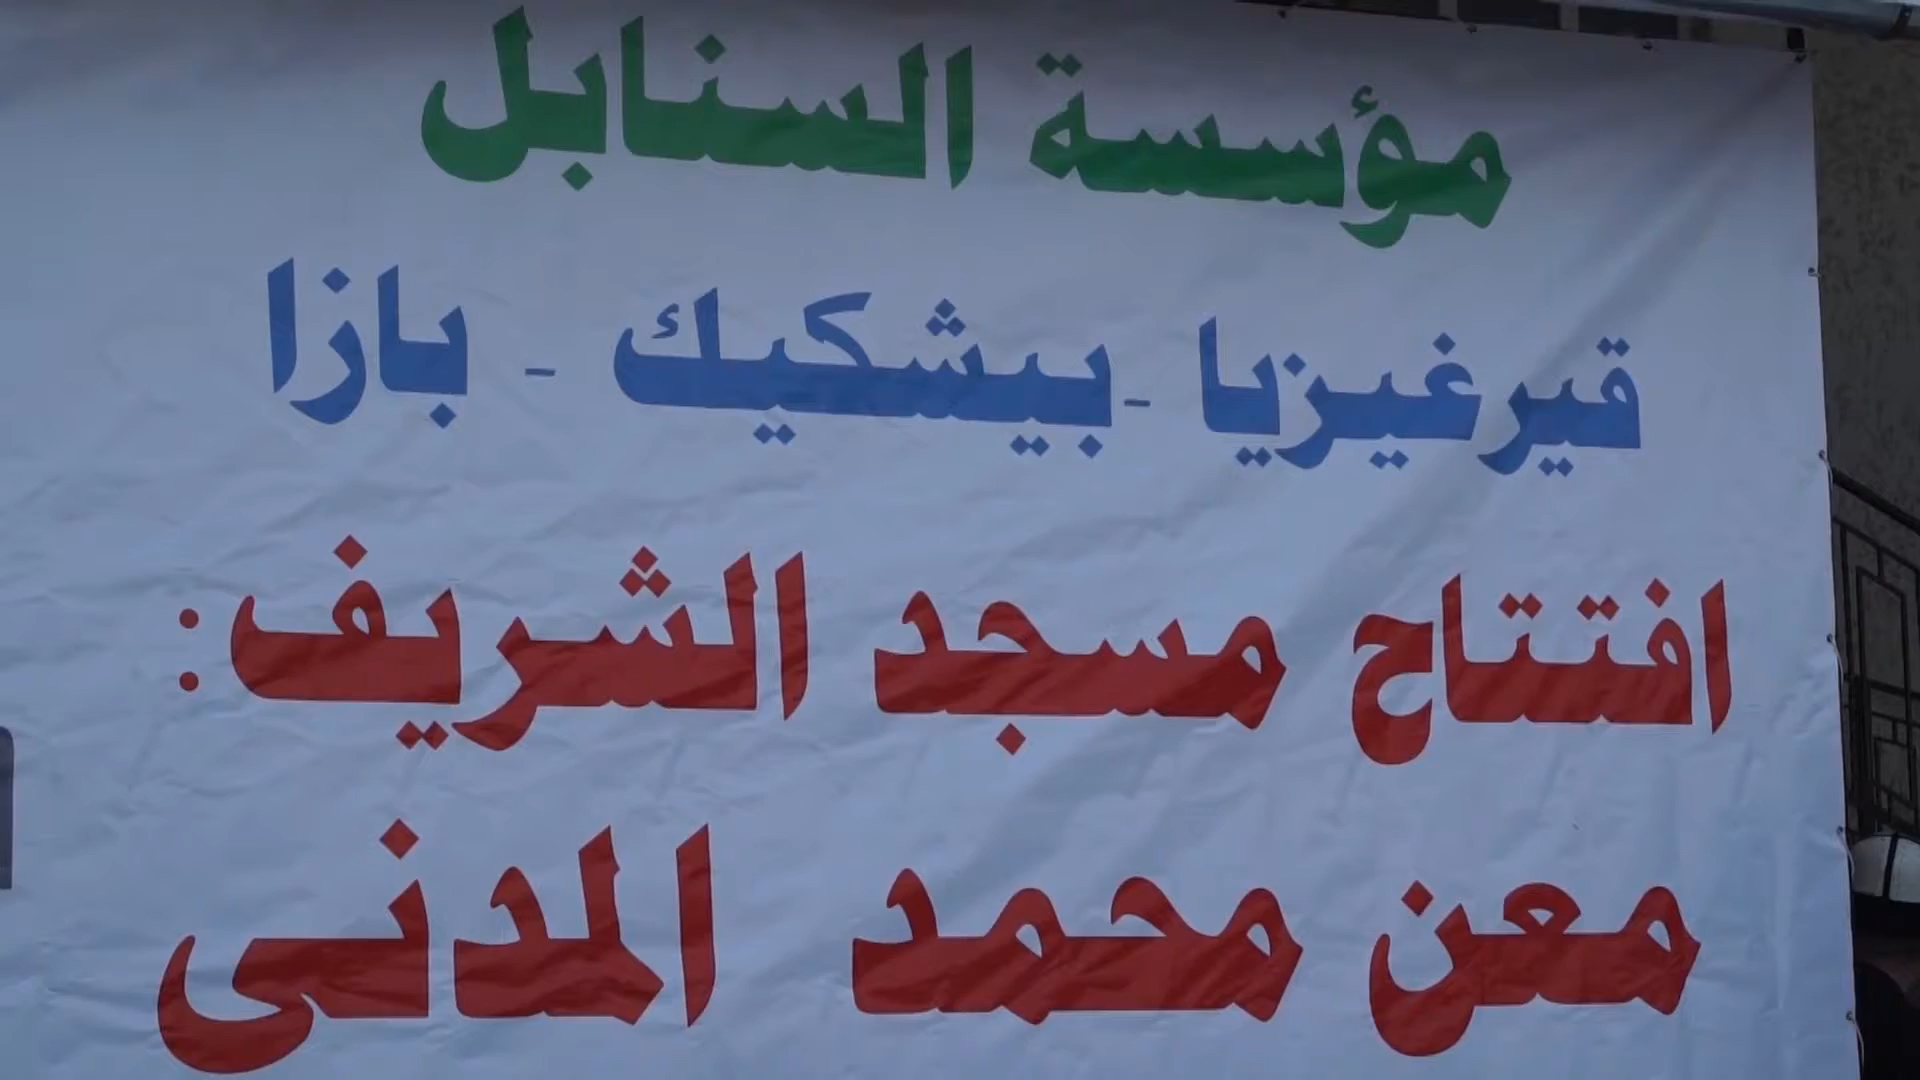 مؤسسة السنابل
قيرغيزيا - بيشكيك - بازا
افتتاح مسجد الشريف :
معن محمد المدنى